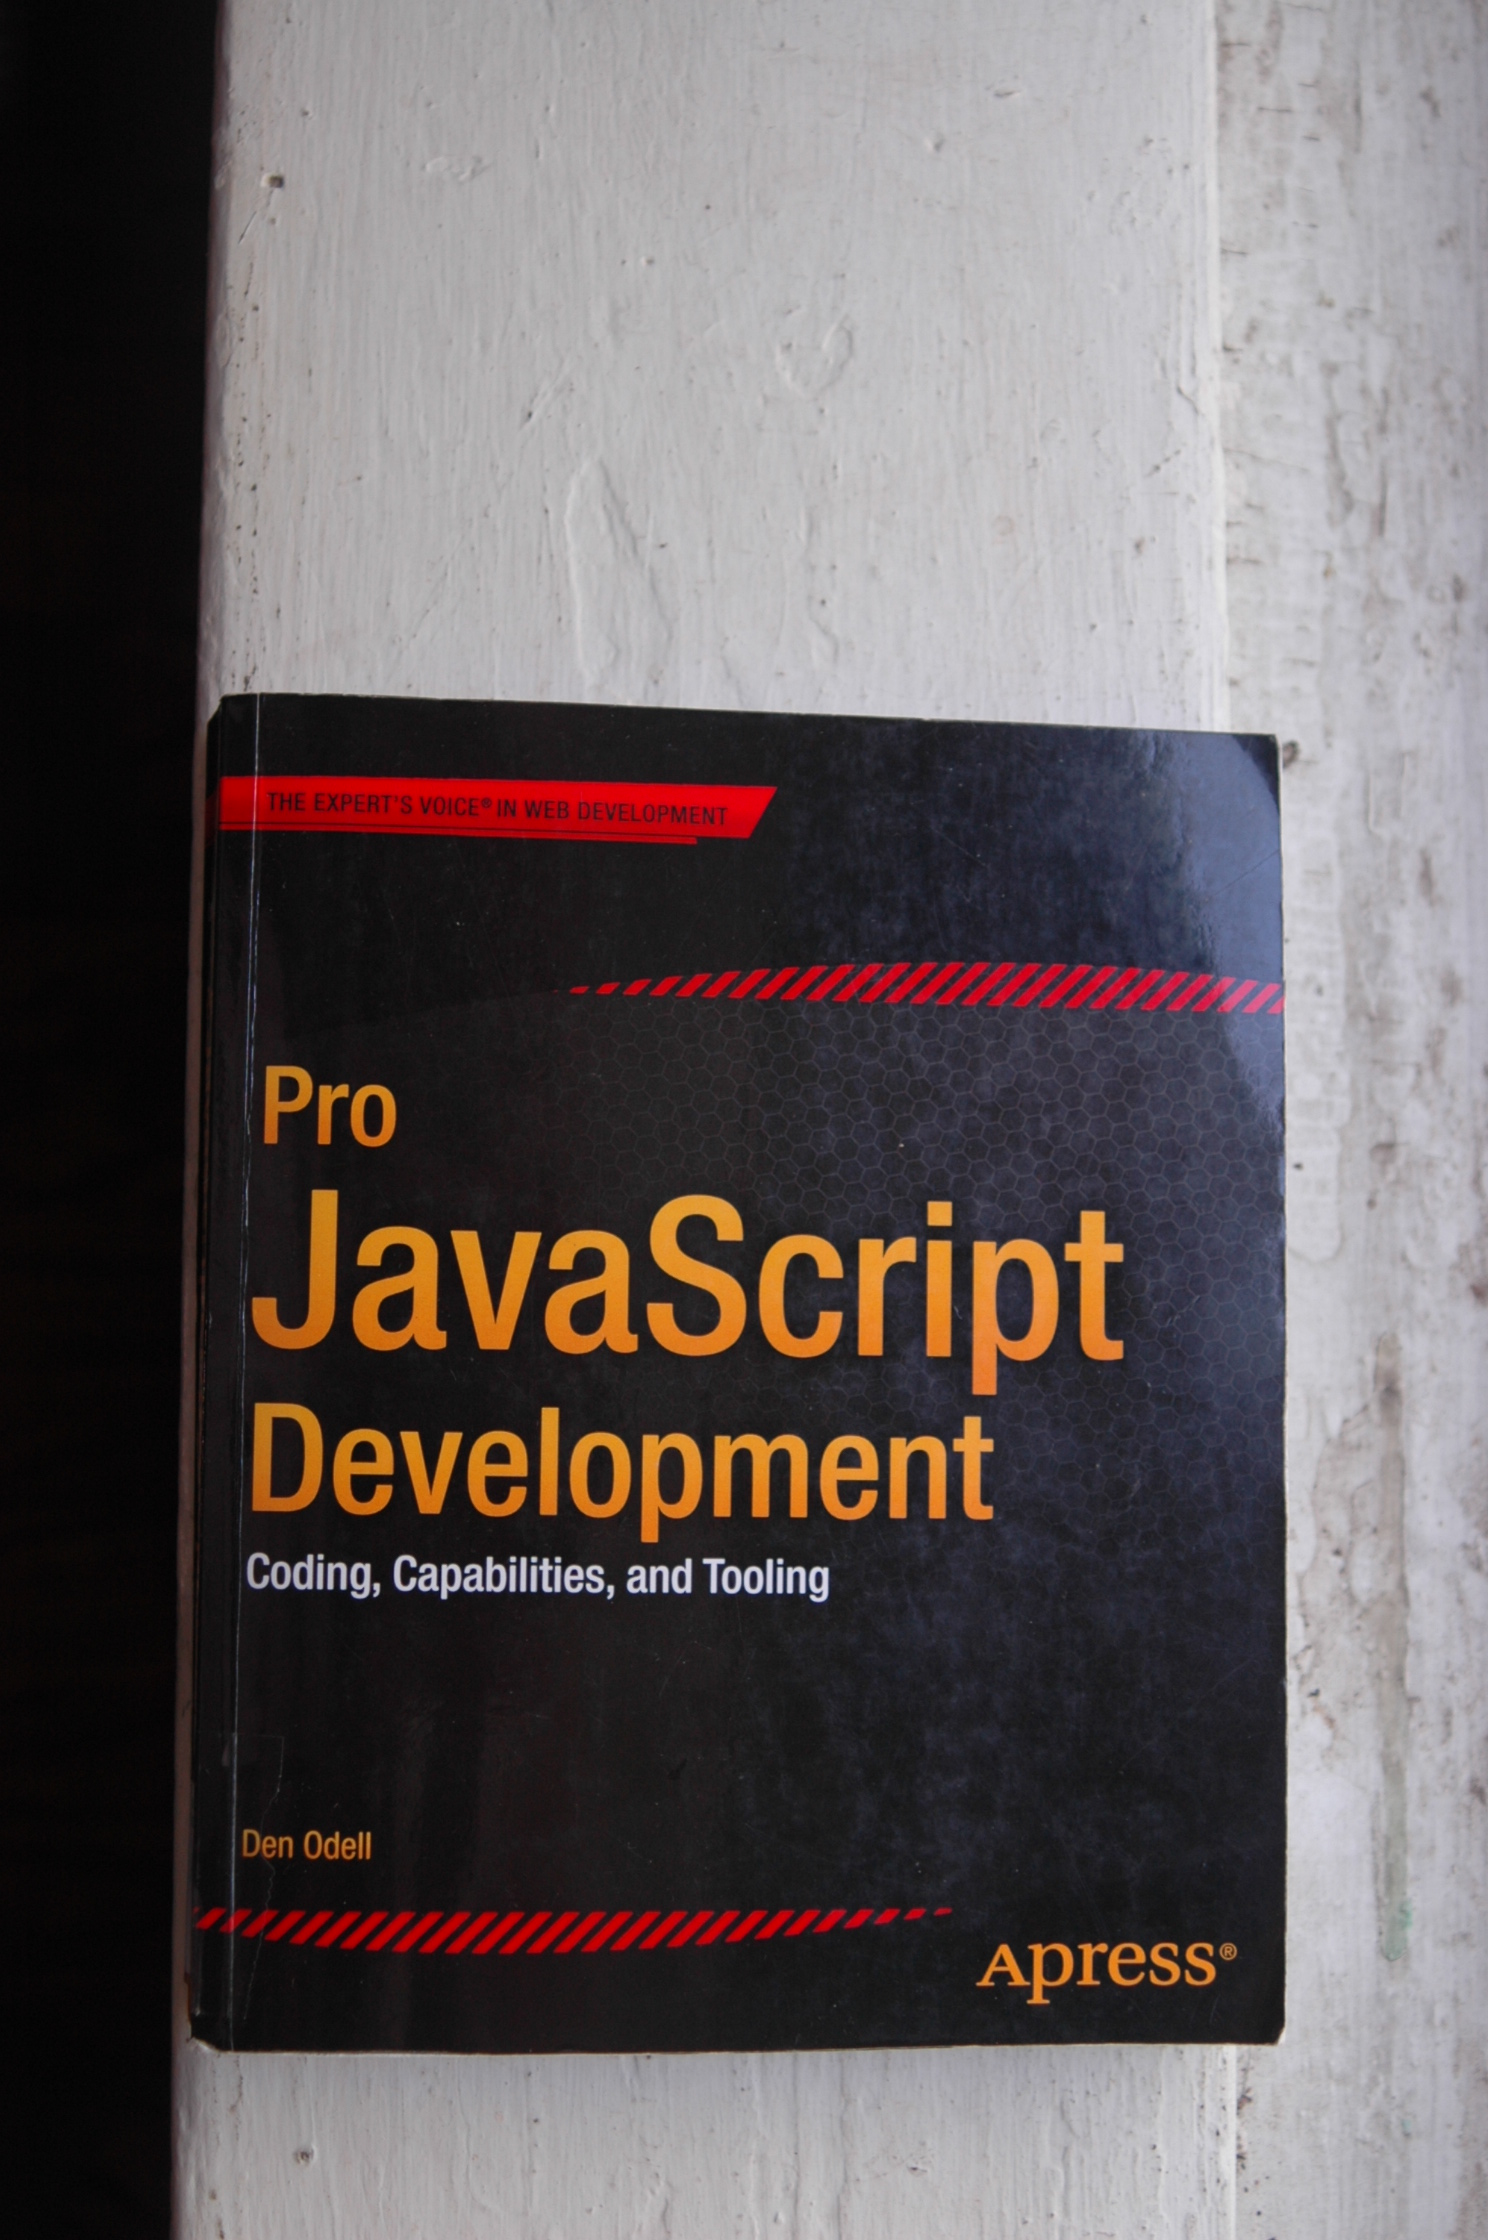 THE EXPERT'S VOICE® IN WEB DEVELOPMENT
Pro
JavaScript
Development
Coding, Capabilities, and Tooling
Den Odell
Apress®